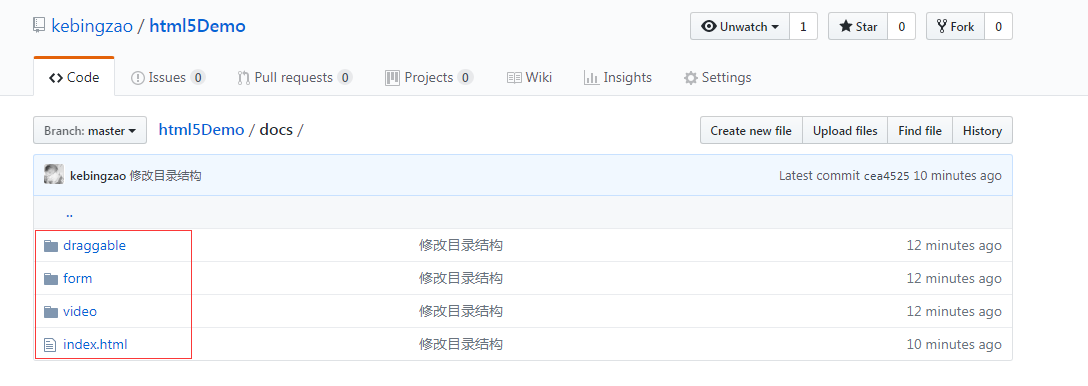 kebingzao / html5Demo Unwatch 1 Star 0 Fork 0
Code Issues 0 Pull requests 0 Projects 0 Wiki Insights Settings
Branch: master html5Demo / docs / Create new file Upload files Find file History
kebingzao 修改目录结构 Latest commit cea4525 10 minutes ago
..
draggable 修改目录结构 12 minutes ago
form 修改目录结构 12 minutes ago
video 修改目录结构 12 minutes ago
index.html 修改目录结构 10 minutes ago